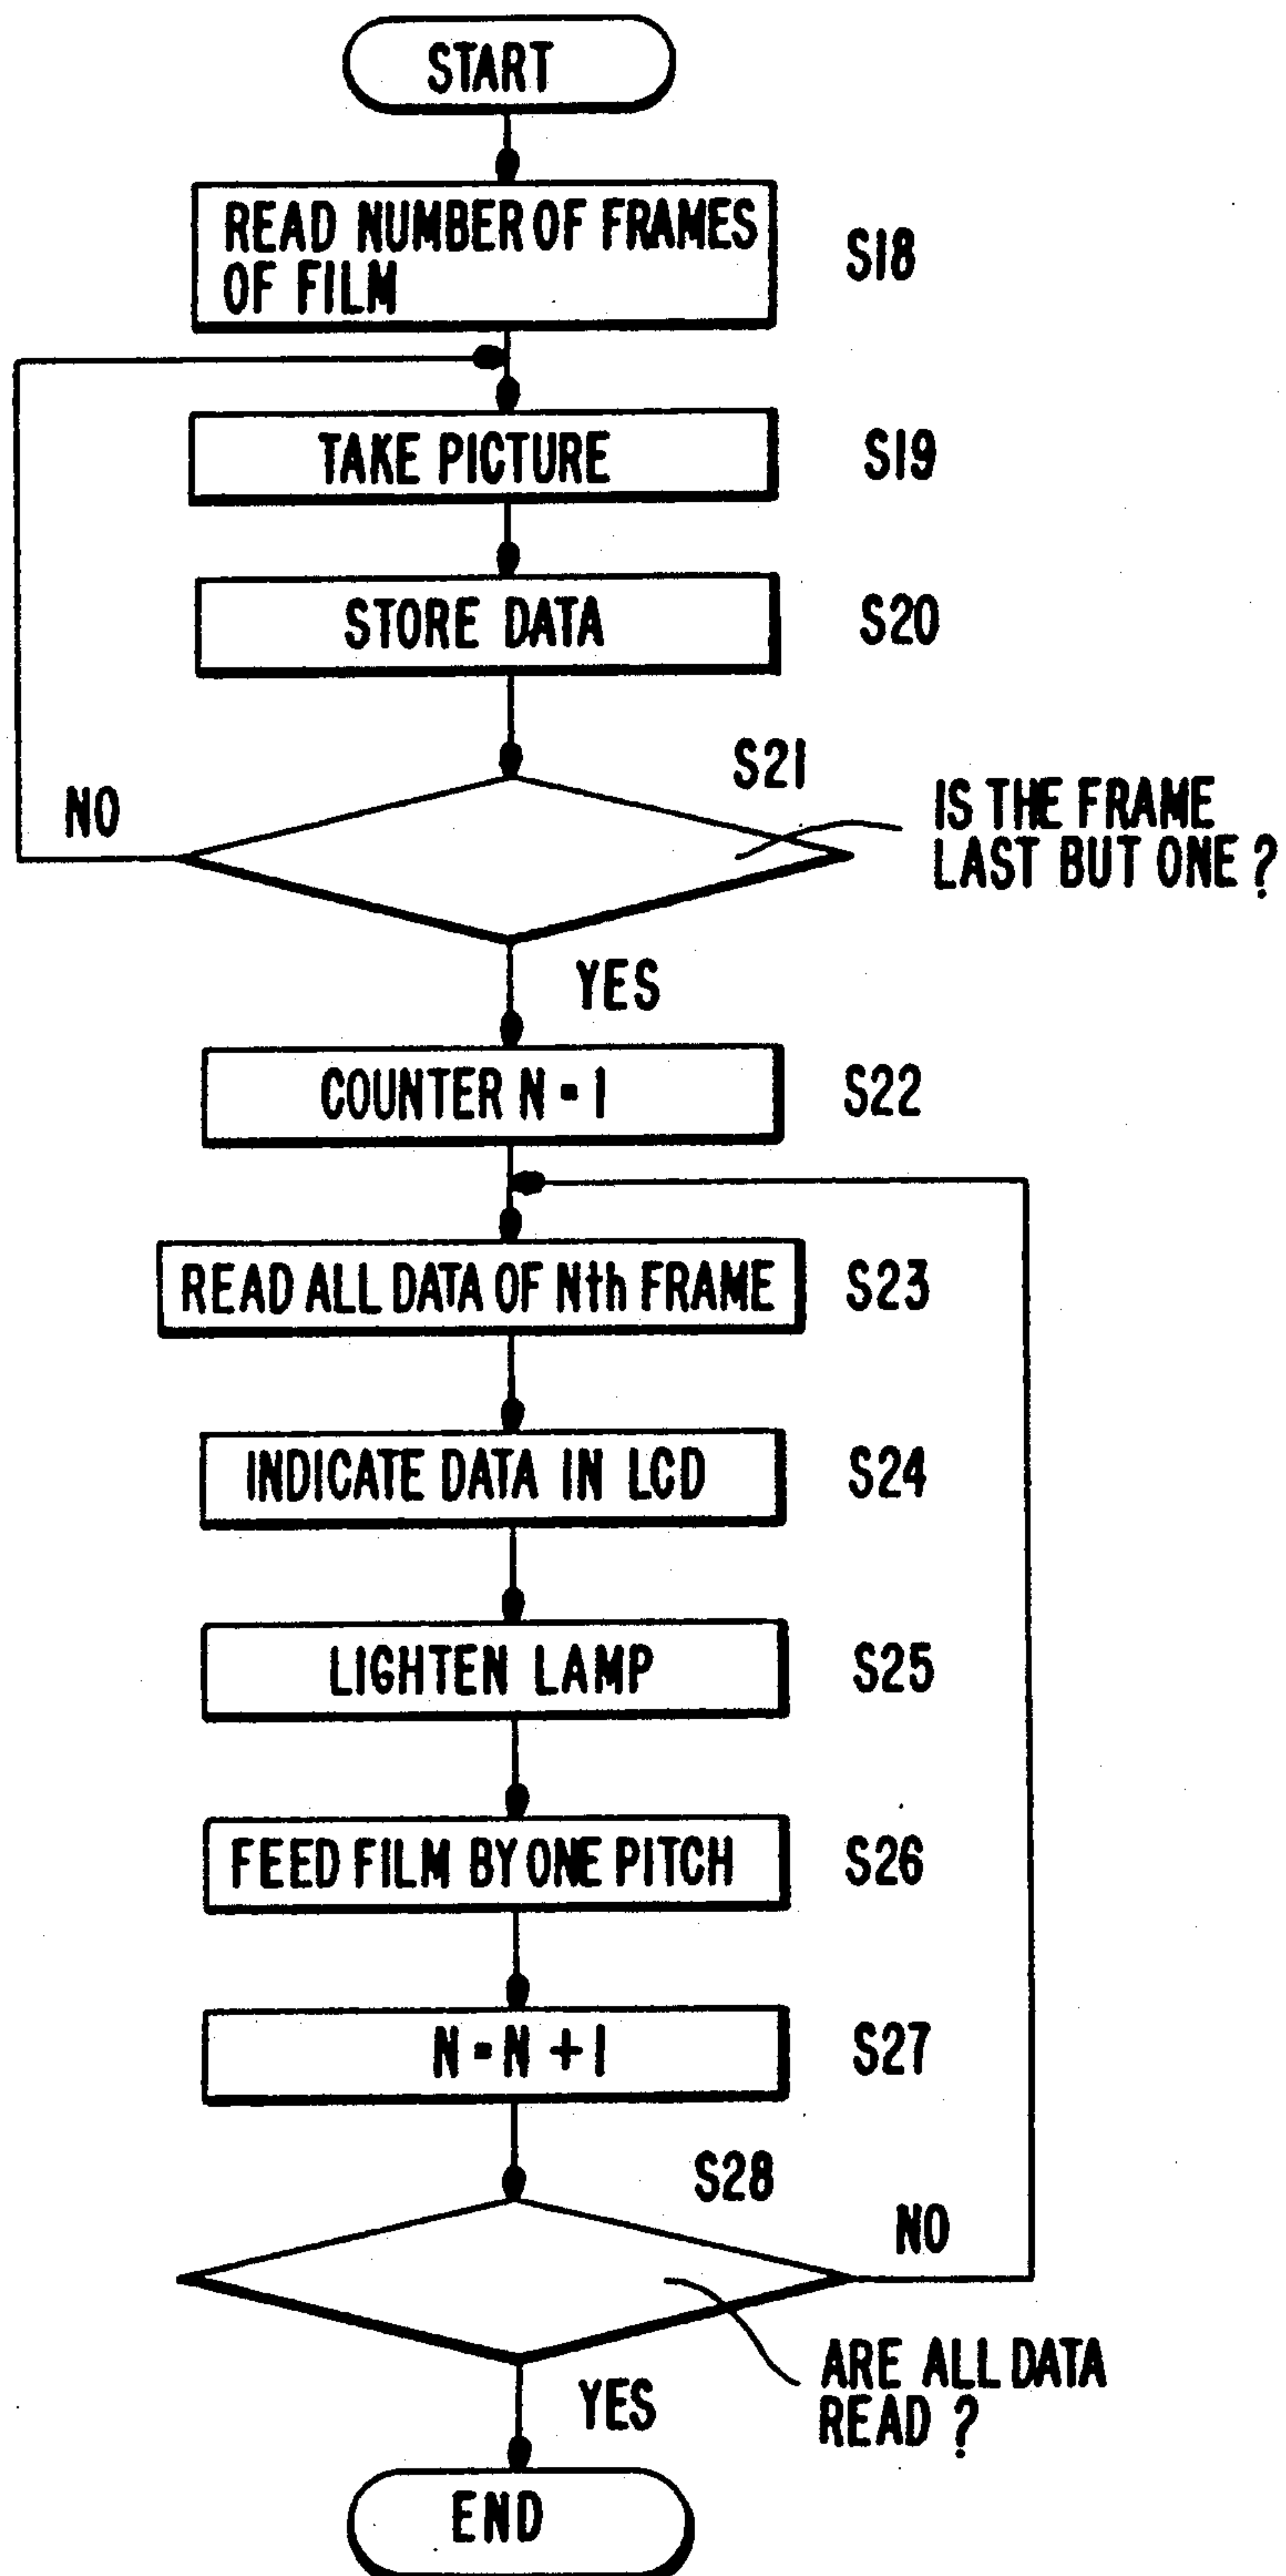 START
READ NUMBER OF FRAMES
OF FILM
S18
TAKE PICTURE
S19
STORE DATA
S20
S21
NO
IS THE FRAME
LAST BUT ONE ?
YES
COUNTER N = 1
S22
READ ALL DATA OF Nth FRAME
S23
INDICATE DATA IN LCD
S24
LIGHTEN LAMP
S25
FEED FILM BY ONE PITCH
S26
N = N + 1
S27
S28
NO
ARE ALL DATA
READ ?
YES
END